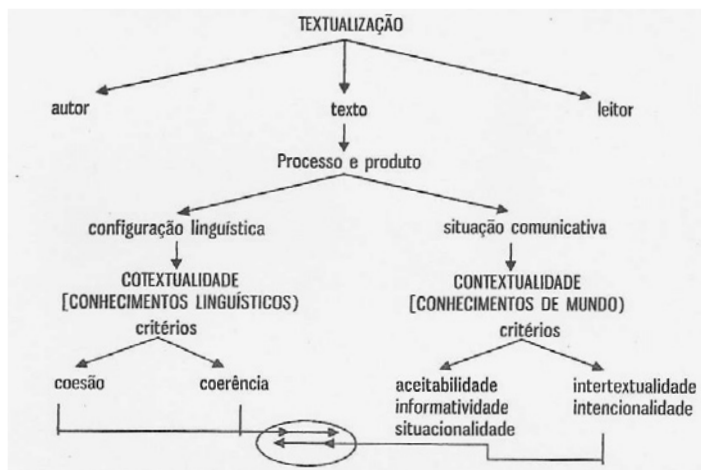 TEXTUALIZAÇÃO
autor texto leitor
Processo e produto
configuração linguística situação comunicativa
COTEXTUALIDADE CONTEXTUALIDADE
[CONHECIMENTOS LINGUÍSTICOS) [CONHECIMENTOS DE MUNDO)
critérios critérios
coesão coerência aceitabilidade intertextualidade
informatividade intencionalidade
situacionalidade